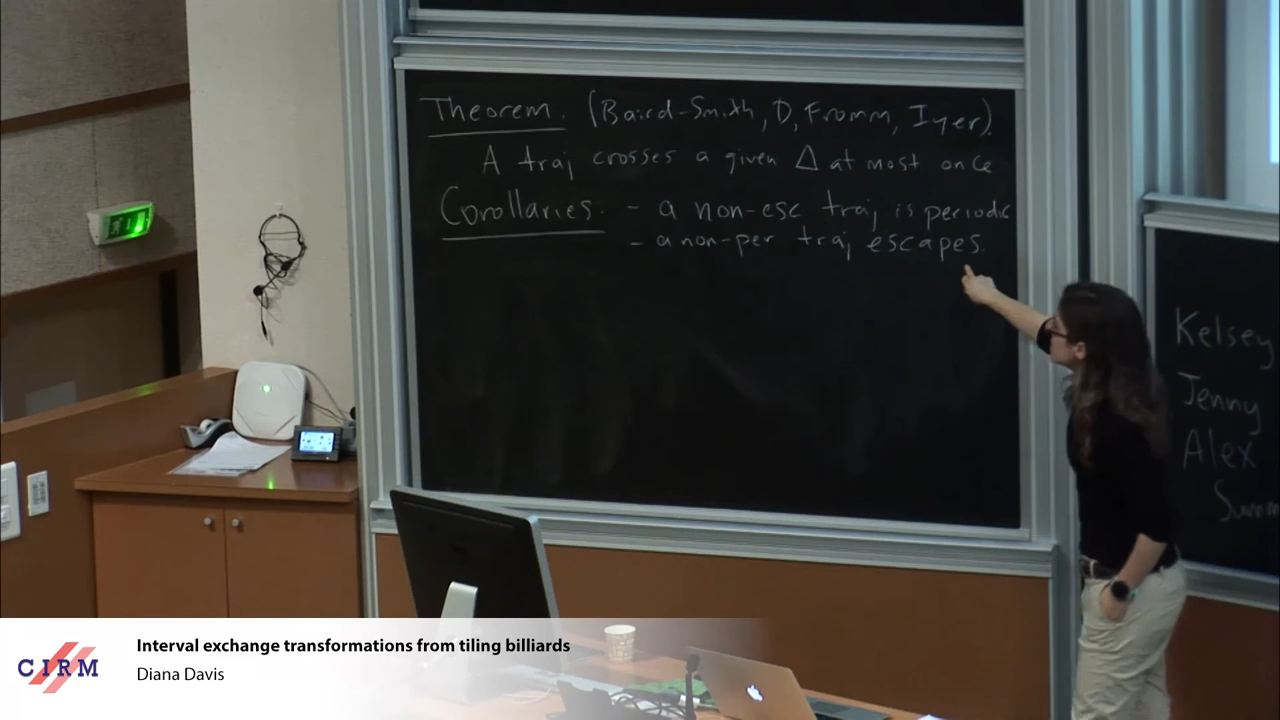 Theorem. (Baird-Smith, D, Fromm, Iyer).
A traj crosses a given Δ at most once
Corollaries. - a non-esc traj is periodic
- a non-per traj escapes.
Kelsey
Jenny
Alex
CIRM
Interval exchange transformations from tiling billiards
Diana Davis